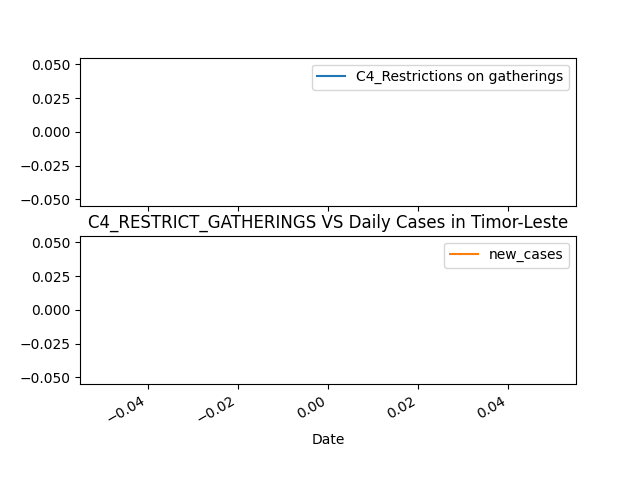 0.050
C4_Restrictions on gatherings
0.025
0.000
−0.025
−0.050
C4_RESTRICT_GATHERINGS VS Daily Cases in Timor-Leste
0.050
new_cases
0.025
0.000
−0.025
−0.050
−0.04 −0.02 0.00 0.02 0.04
Date